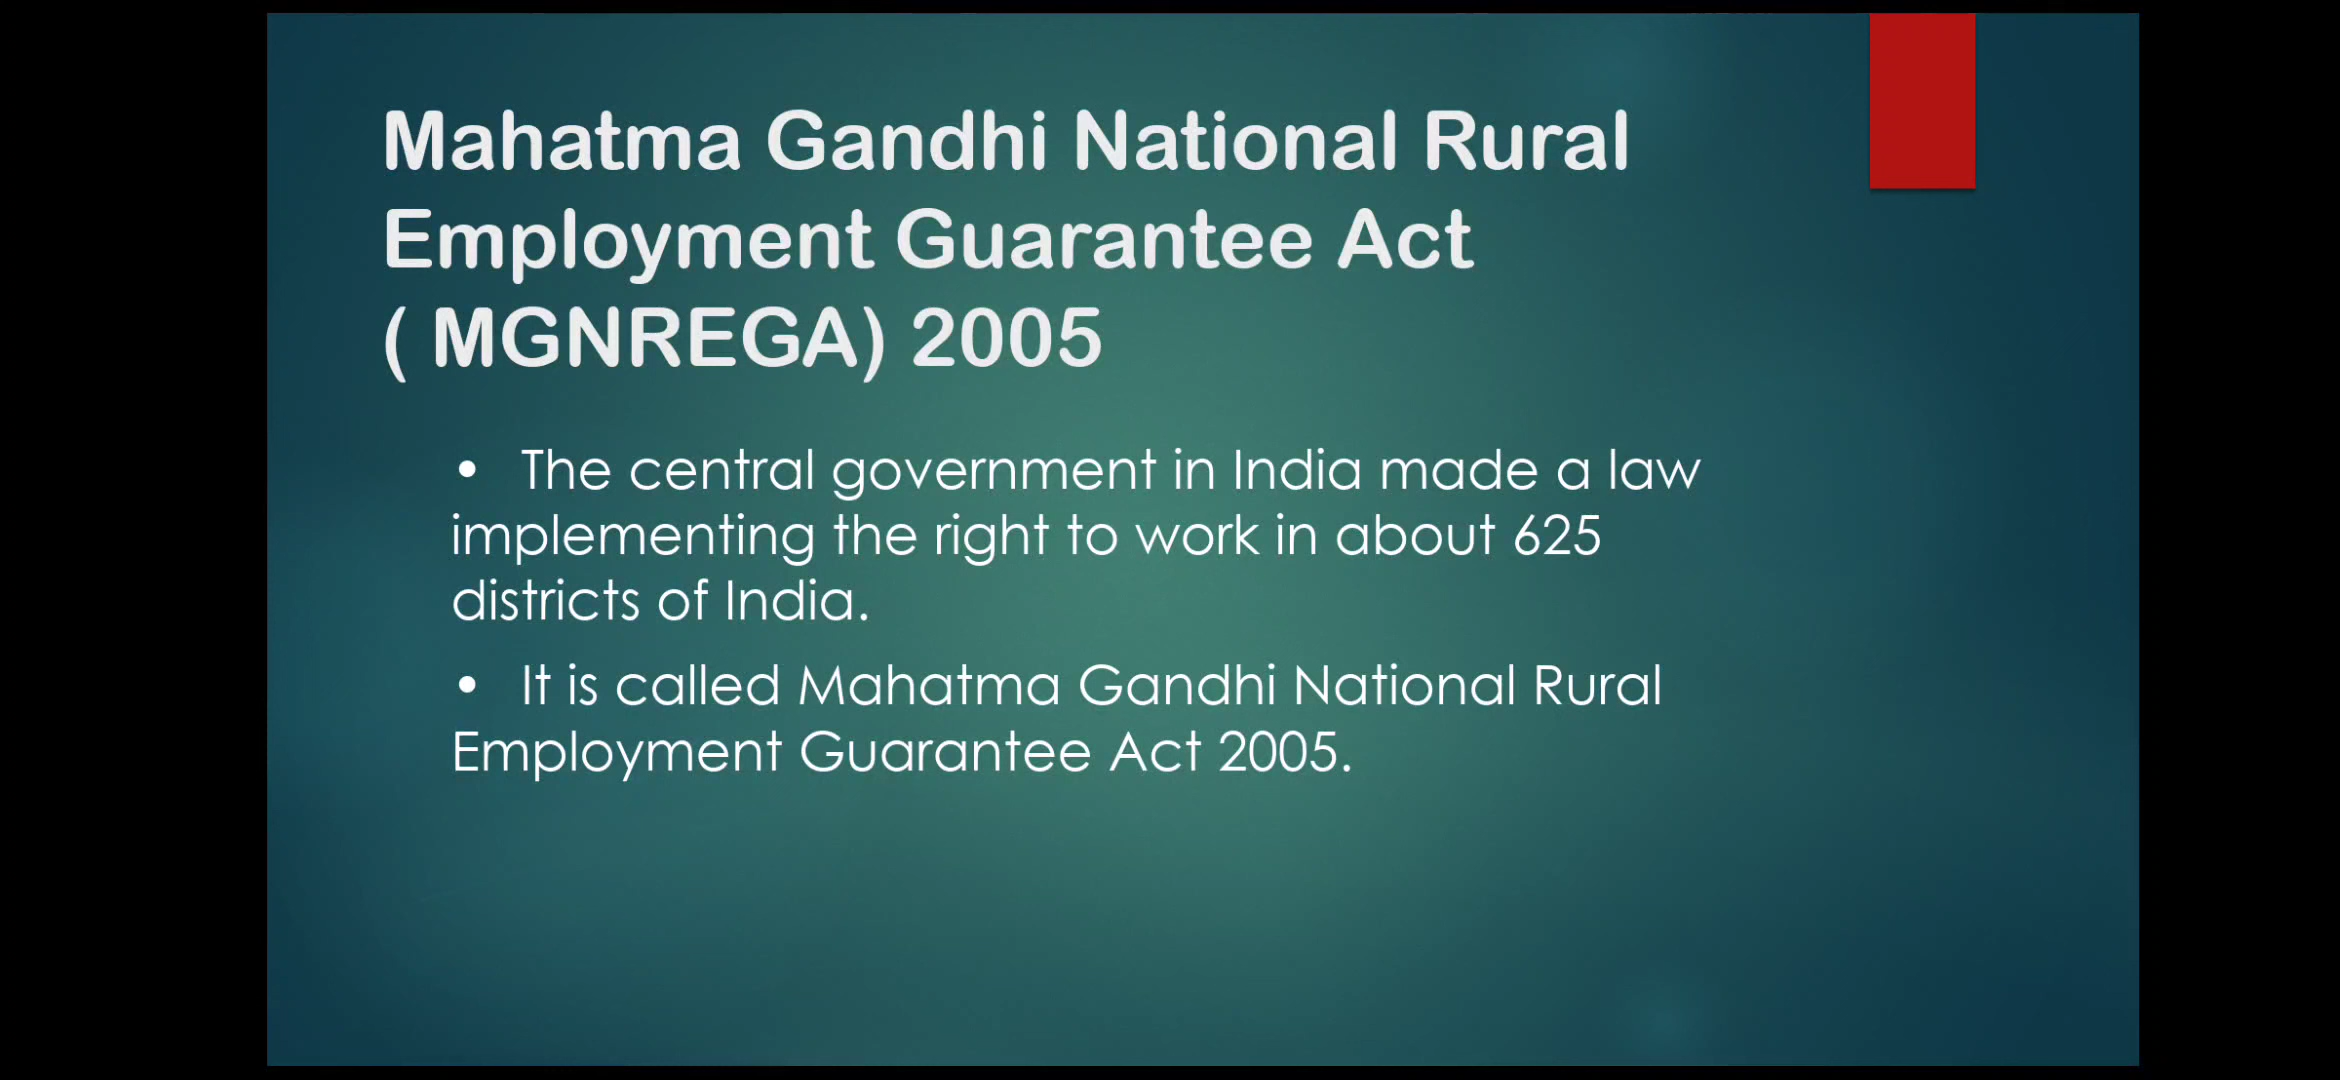 Mahatma Gandhi National Rural
Employment Guarantee Act
( MGNREGA) 2005
• The central government in India made a law
implementing the right to work in about 625
districts of India.
• It is called Mahatma Gandhi National Rural
Employment Guarantee Act 2005.